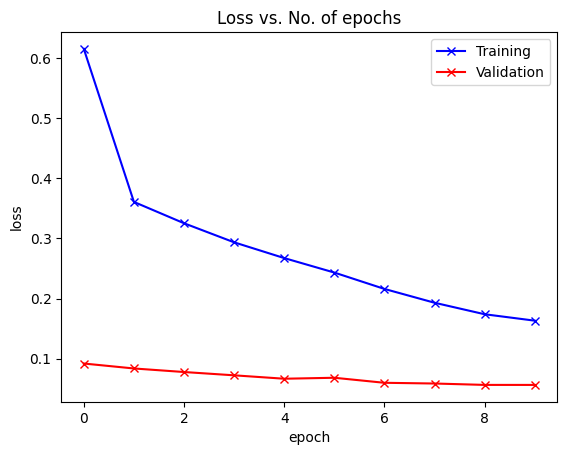 Loss vs. No. of epochs
Training
Validation
0.6
0.5
0.4
0.3
0.2
0.1
loss
0 2 4 6 8
epoch